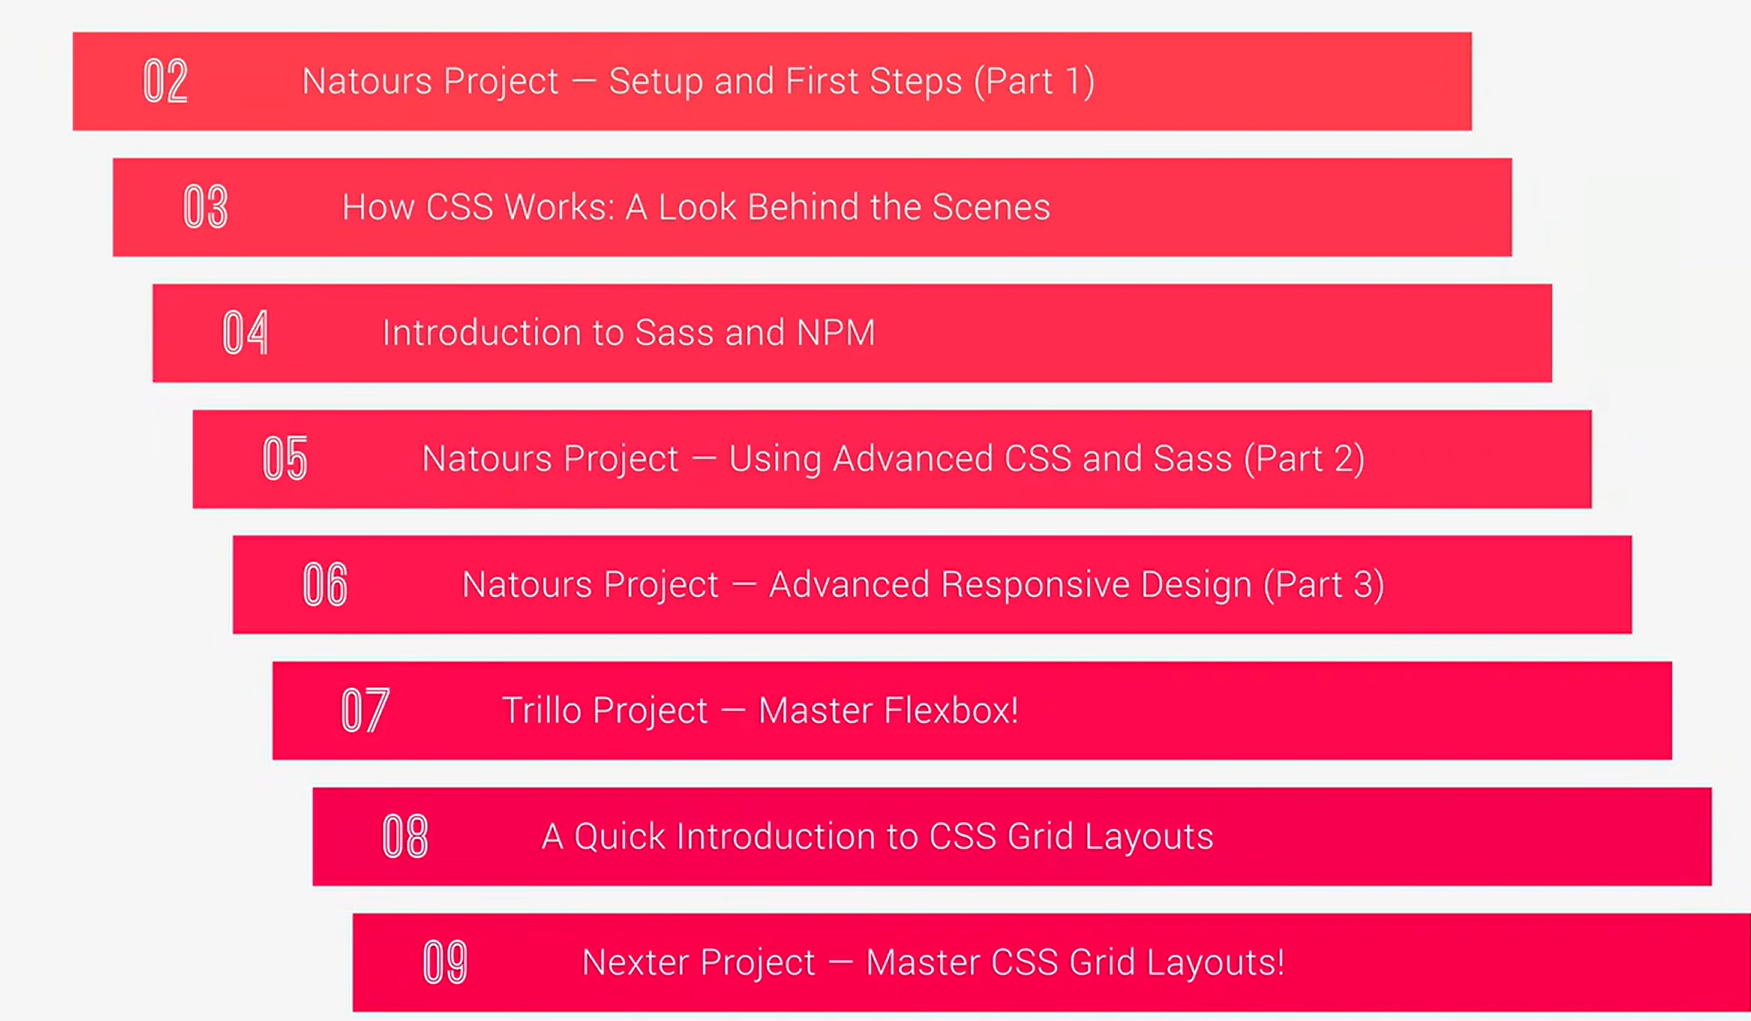 02 Natours Project — Setup and First Steps (Part 1)
03 How CSS Works: A Look Behind the Scenes
04 Introduction to Sass and NPM
05 Natours Project — Using Advanced CSS and Sass (Part 2)
06 Natours Project — Advanced Responsive Design (Part 3)
07 Trillo Project — Master Flexbox!
08 A Quick Introduction to CSS Grid Layouts
09 Nexter Project — Master CSS Grid Layouts!